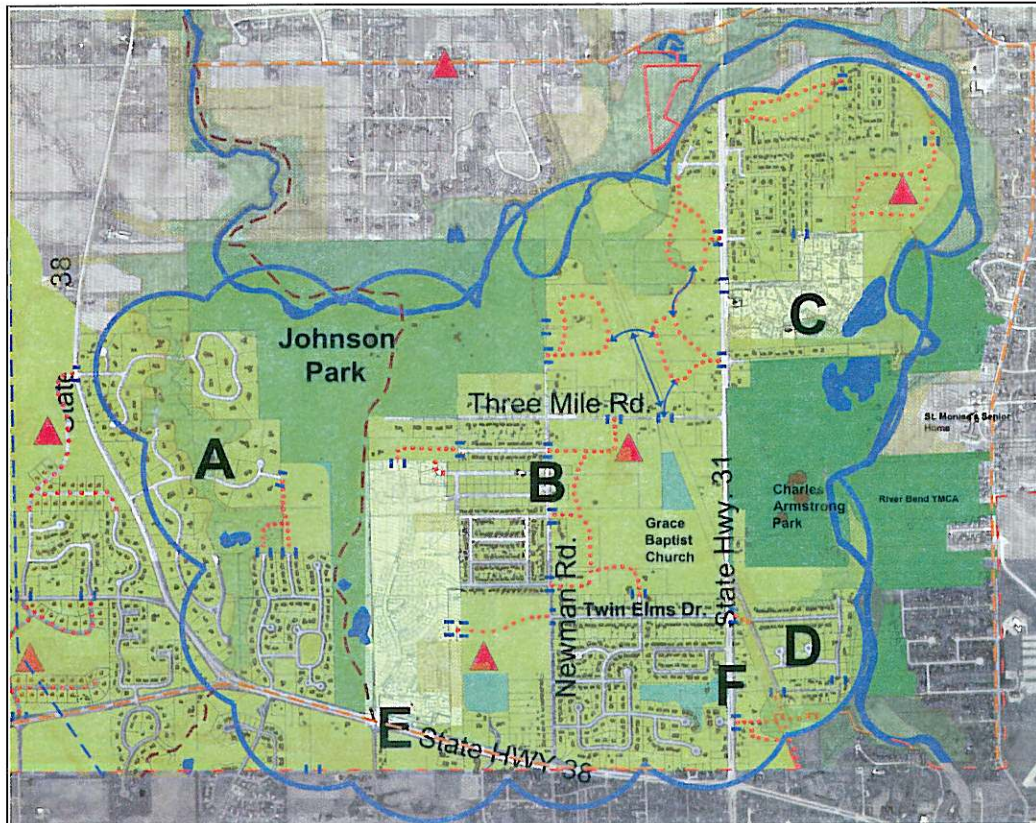 State 38
Johnson
Park
C
Three Mile Rd.
A
B
State Hwy. 31
St. Monica's Senior
Home
Charles
Armstrong
Park
River Bend YMCA
Grace
Baptist
Church
Newman Rd.
Twin Elms Dr.
D
F
E
State HWY 38